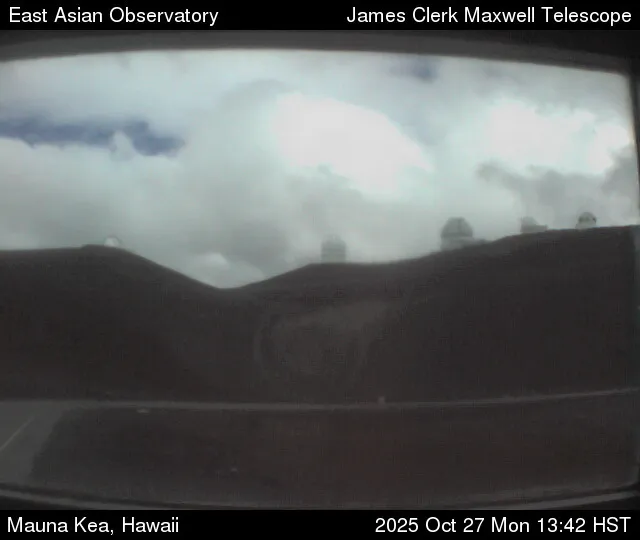 East Asian Observatory
James Clerk Maxwell Telescope
Mauna Kea, Hawaii
2025 Oct 27 Mon 13:42 HST